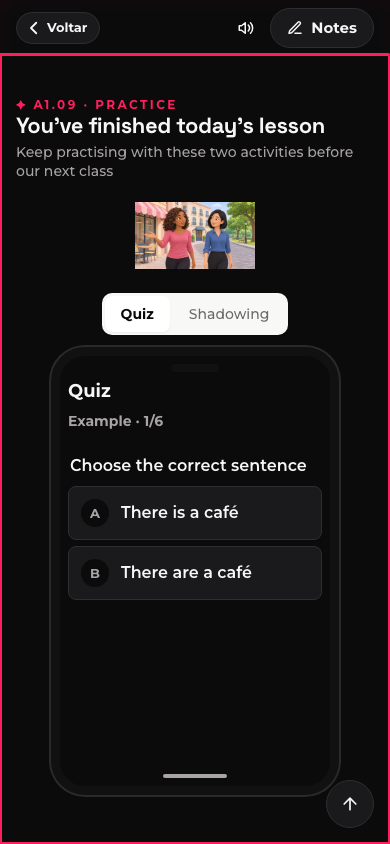 Voltar
Notes
A1.09 · PRACTICE
You've finished today's lesson
Keep practising with these two activities before
our next class
Quiz
Shadowing
Quiz
Example · 1/6
Choose the correct sentence
A There is a café
B There are a café